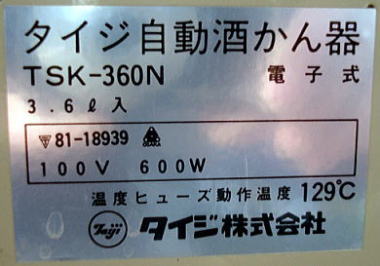 タイジ自動酒かん器
TSK-360N 電子式
3.6ℓ入
81-18939
100V 600W
温度ヒューズ動作温度 129℃
Taiji タイジ株式会社